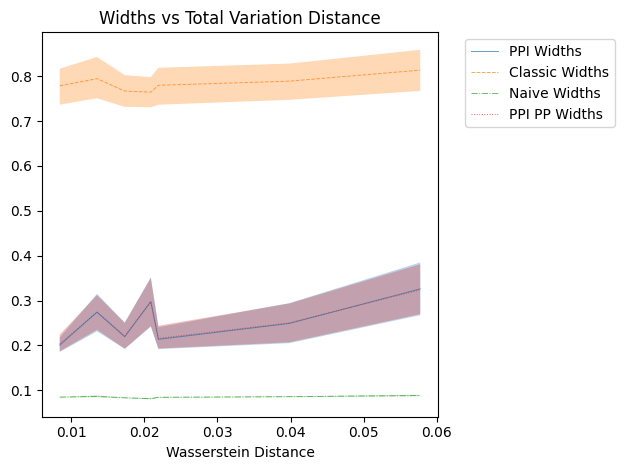 Widths vs Total Variation Distance
PPI Widths
Classic Widths
Naive Widths
PPI PP Widths
0.8
0.7
0.6
0.5
0.4
0.3
0.2
0.1
0.01 0.02 0.03 0.04 0.05 0.06
Wasserstein Distance